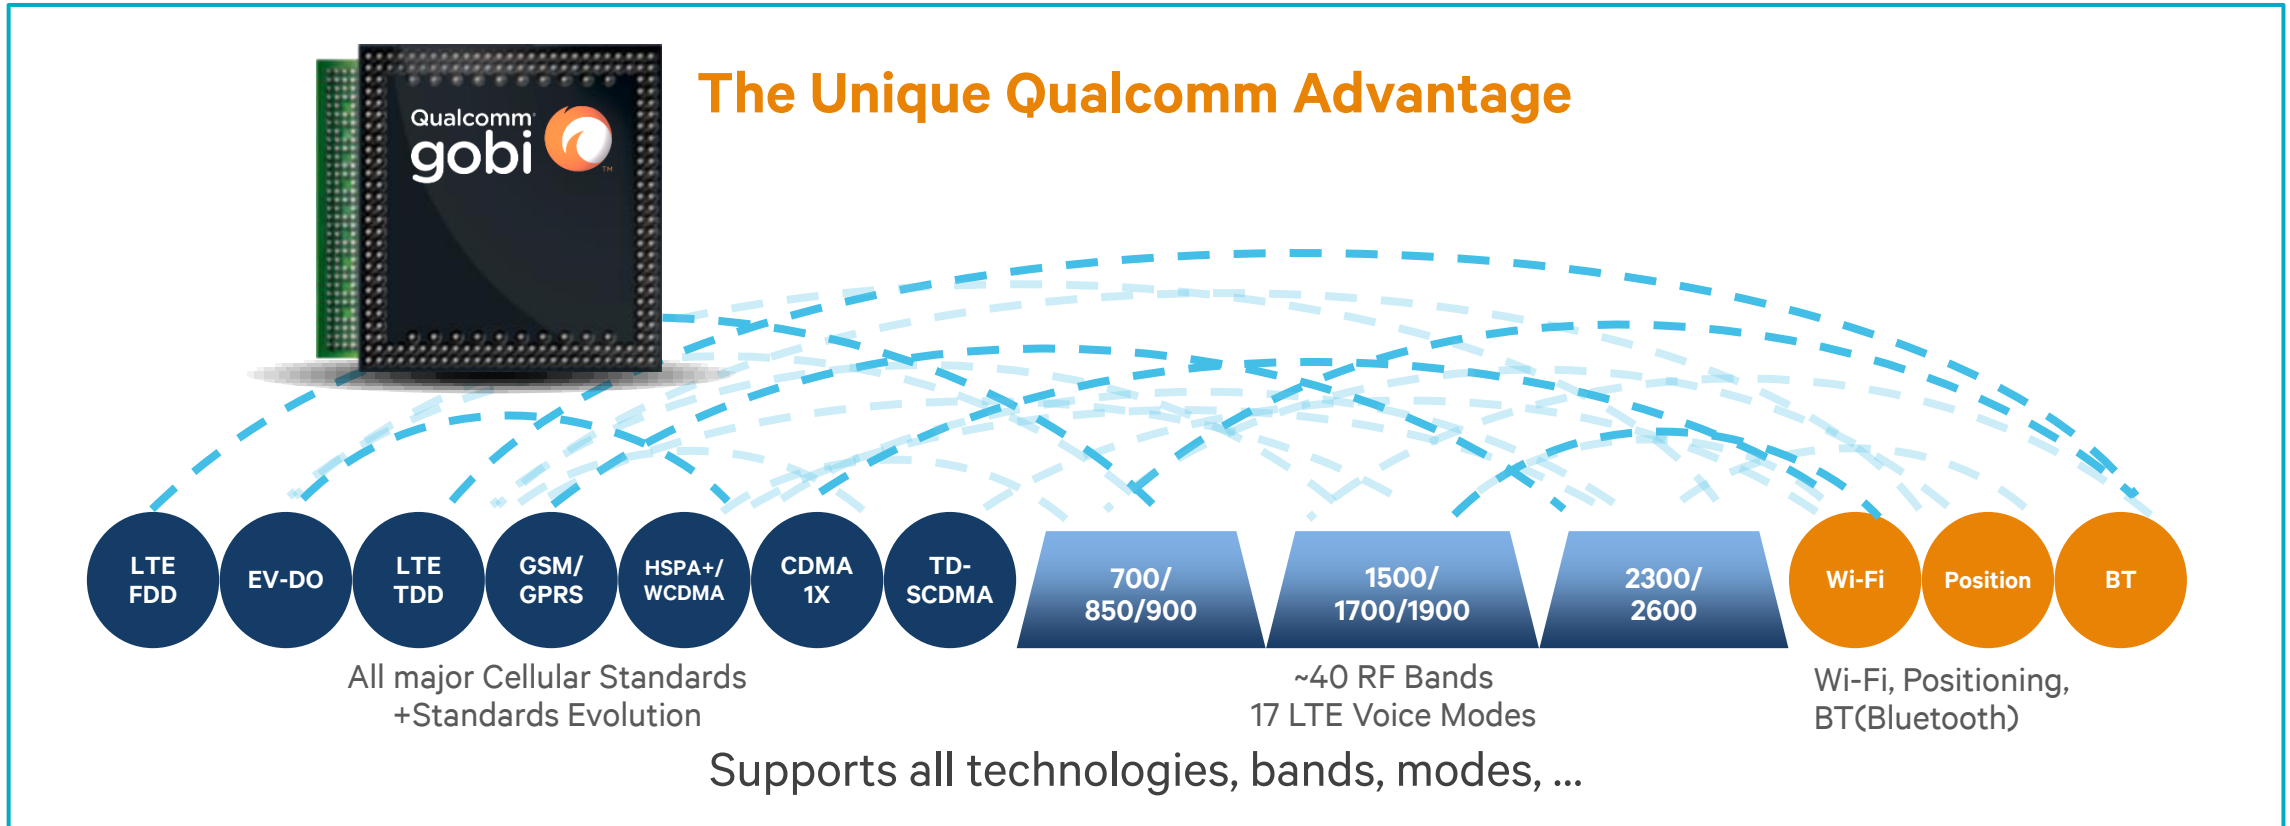 Qualcomm
gobi
TM
The Unique Qualcomm Advantage
LTE
FDD
EV-DO
LTE
TDD
GSM/
GPRS
HSPA+/
WCDMA
CDMA
1X
TD-
SCDMA
700/
850/900
1500/
1700/1900
2300/
2600
Wi-Fi
Position
BT
All major Cellular Standards
+Standards Evolution
~40 RF Bands
17 LTE Voice Modes
Wi-Fi, Positioning,
BT(Bluetooth)
Supports all technologies, bands, modes, ...